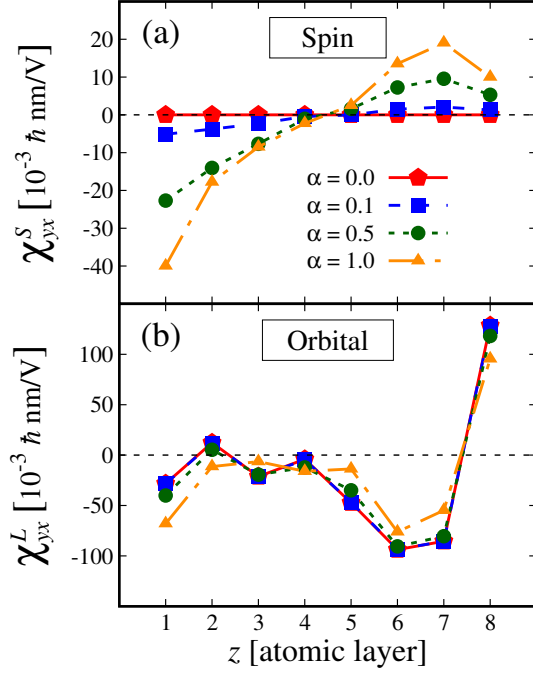 (a)
Spin
20
10
0
-10
-20
-30
-40
χ^S_yx [10^-3 ħ nm/V]
α = 0.0
α = 0.1
α = 0.5
α = 1.0
(b)
Orbital
100
50
0
-50
-100
χ^L_yx [10^-3 ħ nm/V]
1 2 3 4 5 6 7 8
z [atomic layer]